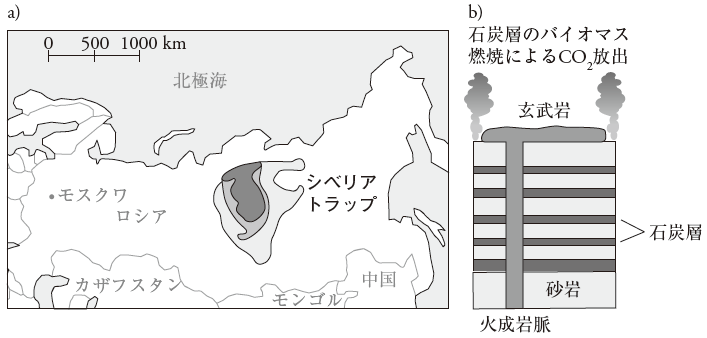 a)
0 500 1000 km
北極海
シベリア
トラップ
・モスクワ
ロシア
カザフスタン
モンゴル
中国
b)
石炭層のバイオマス
燃焼によるCO₂放出
玄武岩
石炭層
砂岩
火成岩脈